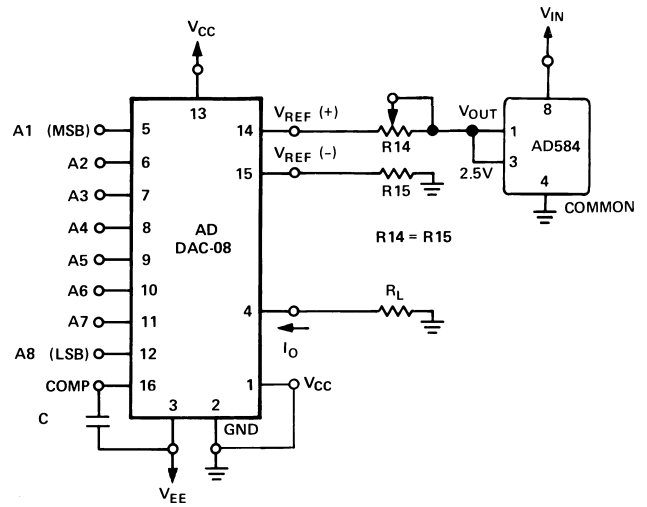 VCC
VIN
13
A1 (MSB)
5
14
VREF (+)
R14
VOUT
1
8
AD584
A2
6
VREF (–)
15
R15
2.5V
3
4
COMMON
A3
7
A4
8
AD
DAC-08
R14 = R15
A5
9
A6
10
A7
11
4
IO
RL
A8 (LSB)
12
COMP
16
1
VCC
C
3
2
GND
VEE